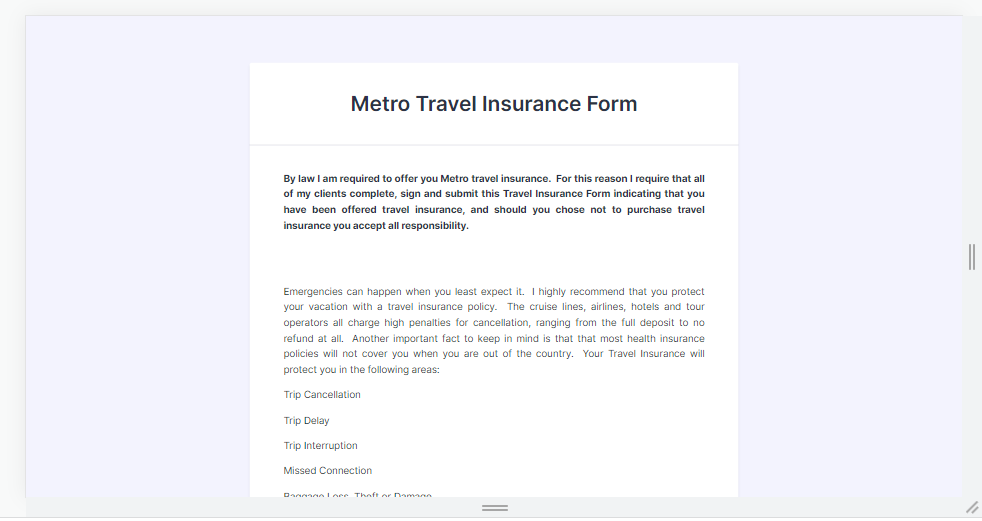 Metro Travel Insurance Form
By law I am required to offer you Metro travel insurance.  For this reason I require that all
of my clients complete, sign and submit this Travel Insurance Form indicating that you
have been offered travel insurance, and should you chose not to purchase travel
insurance you accept all responsibility.
Emergencies can happen when you least expect it.  I highly recommend that you protect
your vacation with a travel insurance policy.  The cruise lines, airlines, hotels and tour
operators all charge high penalties for cancellation, ranging from the full deposit to no
refund at all.  Another important fact to keep in mind is that that most health insurance
policies will not cover you when you are out of the country.  Your Travel Insurance will
protect you in the following areas:
Trip Cancellation
Trip Delay
Trip Interruption
Missed Connection
Baggage Loss, Theft or Damage